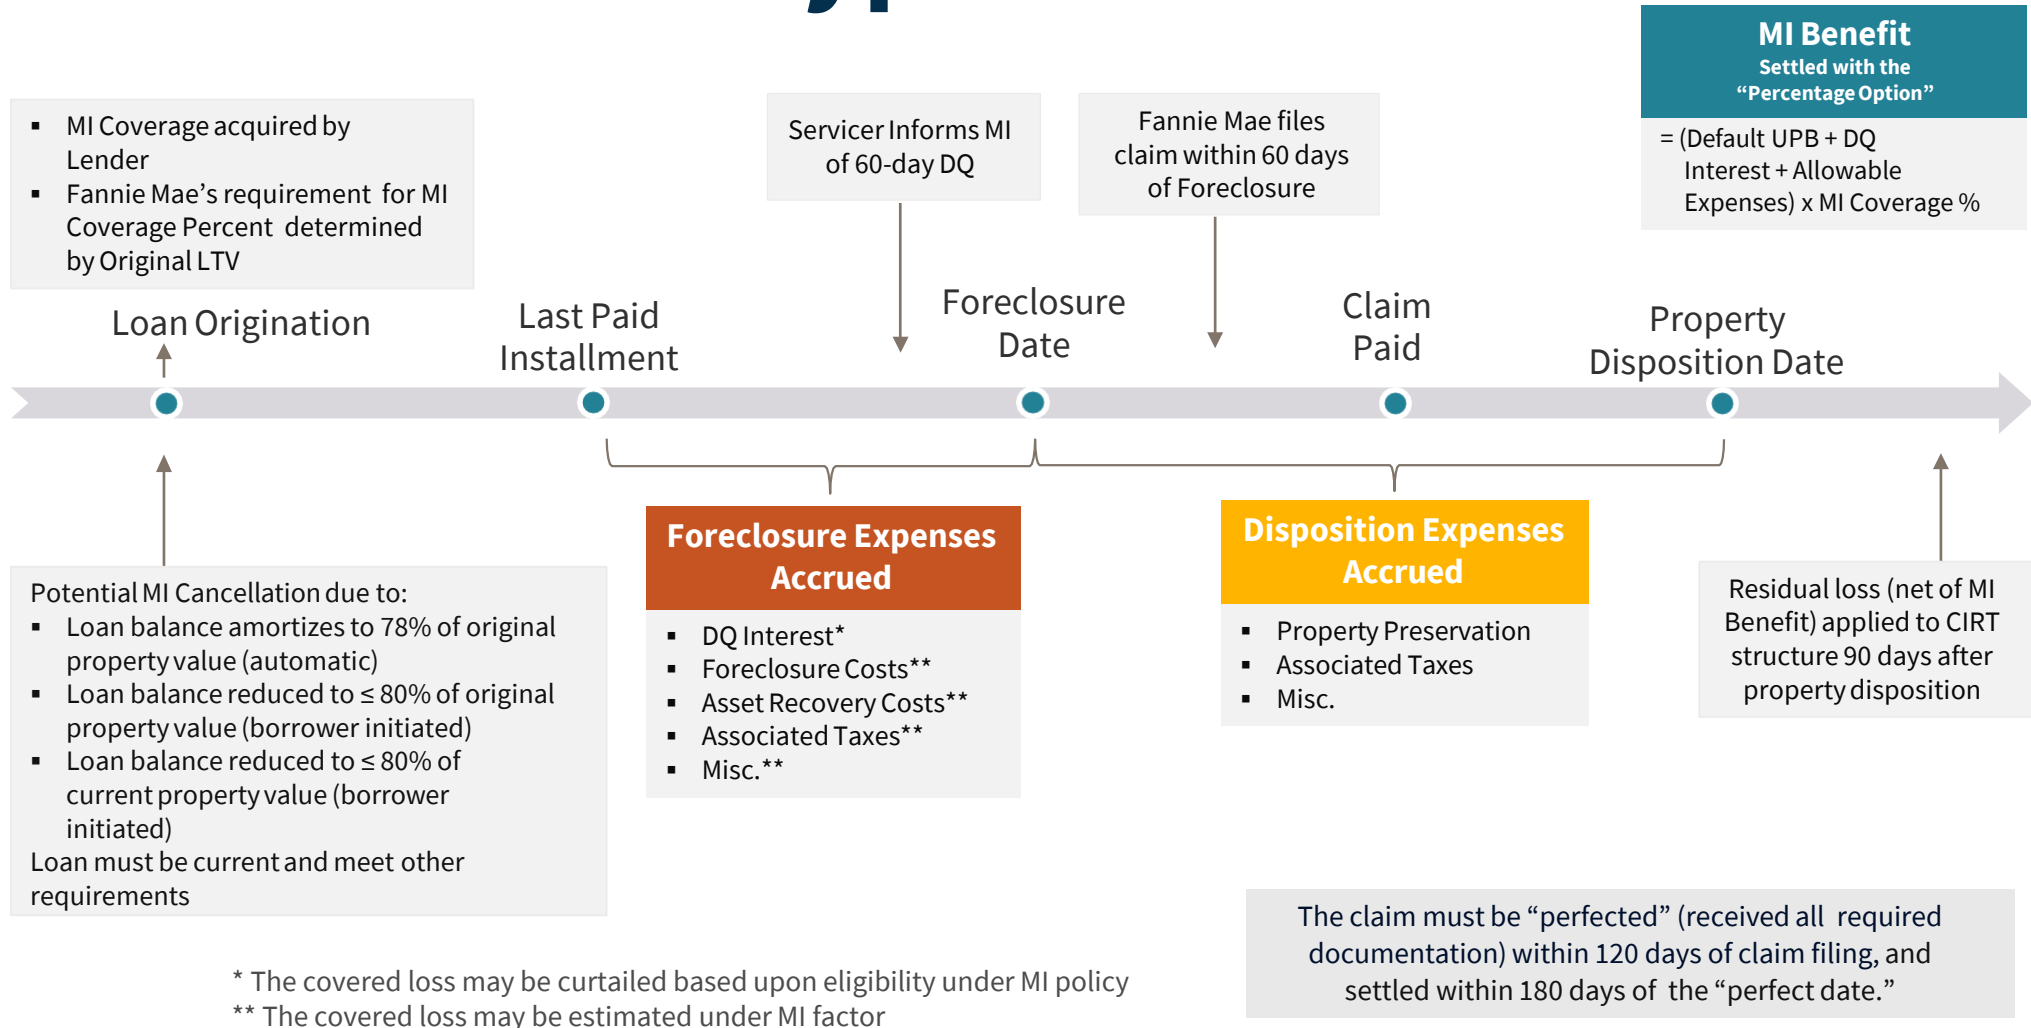 MI Benefit
Settled with the
“Percentage Option”
= (Default UPB + DQ
Interest + Allowable
Expenses) x MI Coverage %
▪ MI Coverage acquired by
Lender
▪ Fannie Mae’s requirement for MI
Coverage Percent determined
by Original LTV
Servicer Informs MI
of 60-day DQ
Fannie Mae files
claim within 60 days
of Foreclosure
Loan Origination
Last Paid
Installment
Foreclosure
Date
Claim
Paid
Property
Disposition Date
Potential MI Cancellation due to:
▪ Loan balance amortizes to 78% of original
property value (automatic)
▪ Loan balance reduced to ≤ 80% of original
property value (borrower initiated)
▪ Loan balance reduced to ≤ 80% of
current property value (borrower
initiated)
Loan must be current and meet other
requirements
Foreclosure Expenses
Accrued
▪ DQ Interest*
▪ Foreclosure Costs**
▪ Asset Recovery Costs**
▪ Associated Taxes**
▪ Misc.**
Disposition Expenses
Accrued
▪ Property Preservation
▪ Associated Taxes
▪ Misc.
Residual loss (net of MI
Benefit) applied to CIRT
structure 90 days after
property disposition
The claim must be “perfected” (received all required
documentation) within 120 days of claim filing, and
settled within 180 days of the “perfect date.”
* The covered loss may be curtailed based upon eligibility under MI policy
** The covered loss may be estimated under MI factor